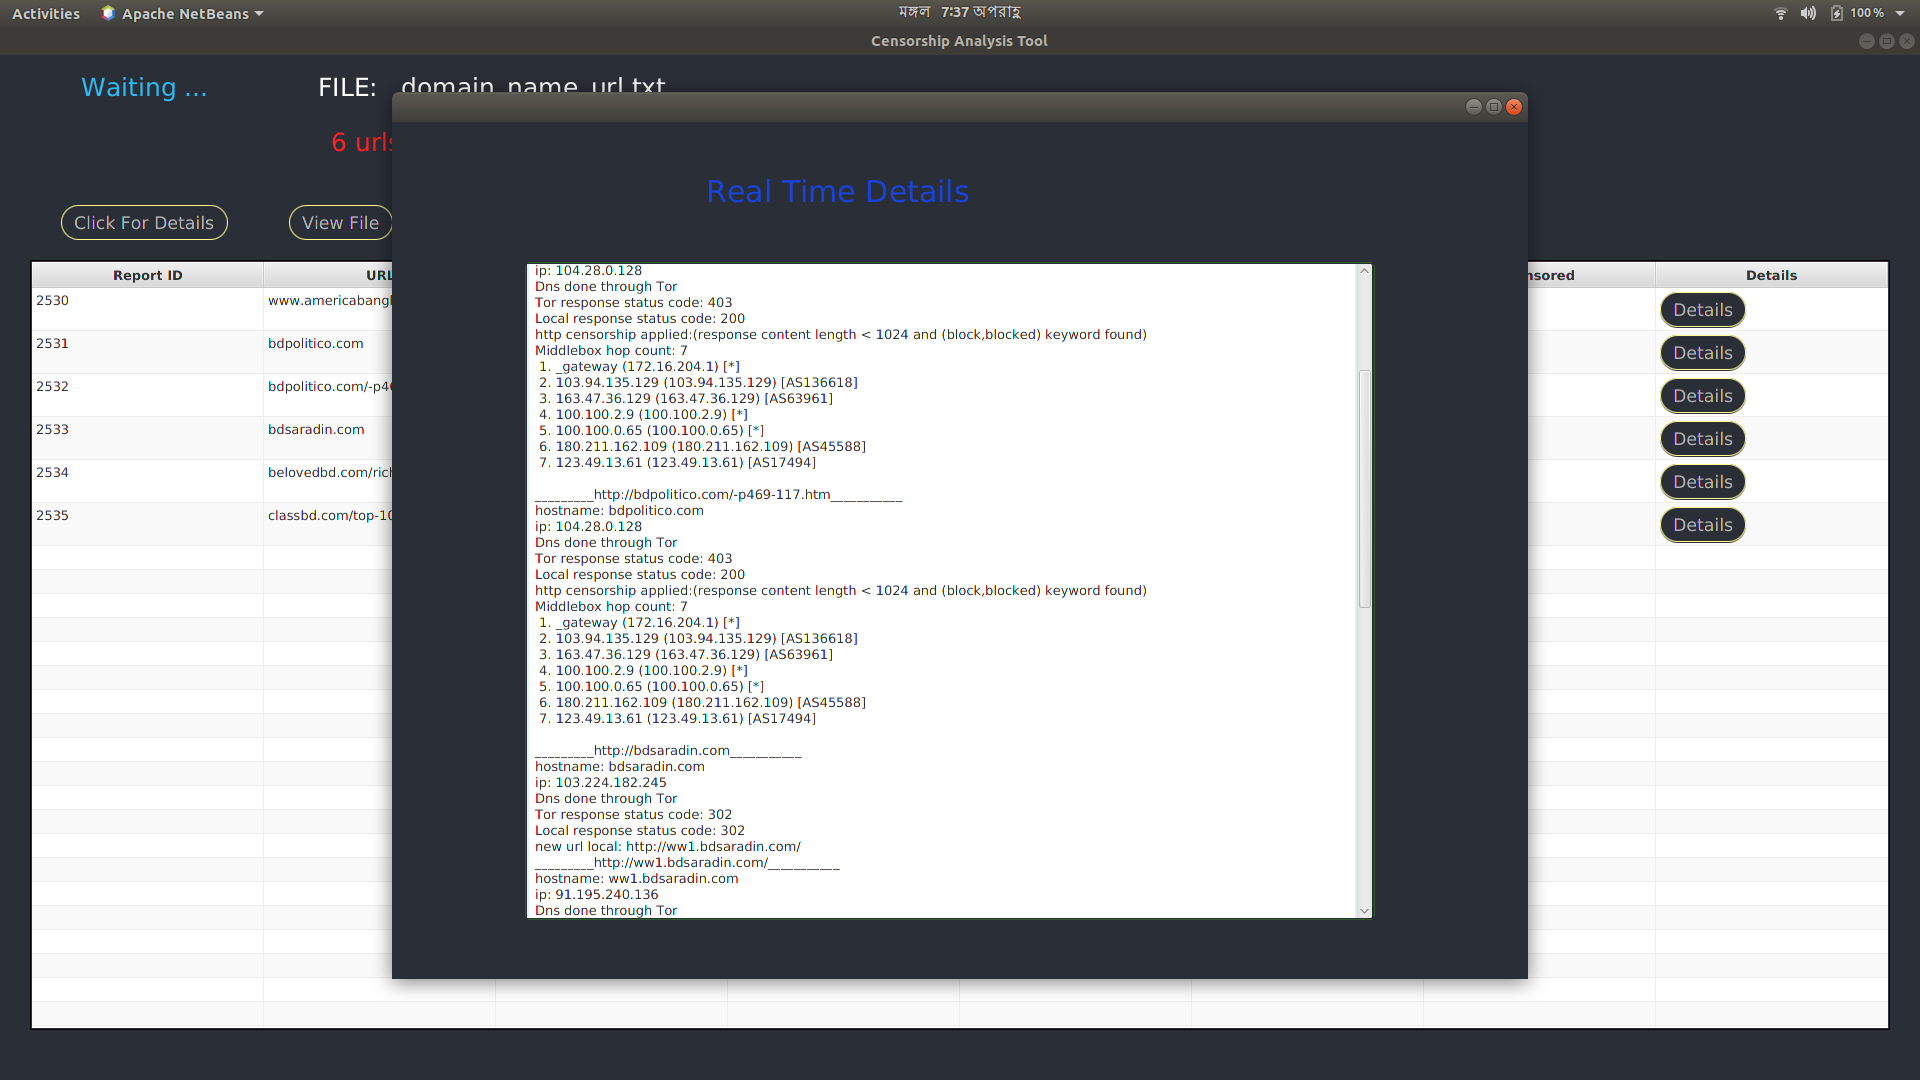 Activities
Apache NetBeans
মঙ্গল 7:37 অপরাহ্ণ
100 %
Censorship Analysis Tool
Waiting ...
FILE:
domain_name_url.txt
6 urls
Click For Details
View File
Report ID
URL
Details
2530
www.americabangl
Details
2531
bdpolitico.com
Details
2532
bdpolitico.com/-p46
Details
2533
bdsaradin.com
Details
2534
belovedbd.com/rich
Details
2535
classbd.com/top-10
Details
Real Time Details
ip: 104.28.0.128
Dns done through Tor
Tor response status code: 403
Local response status code: 200
http censorship applied:(response content length < 1024 and (block,blocked) keyword found)
Middlebox hop count: 7
1. _gateway (172.16.204.1) [*]
2. 103.94.135.129 (103.94.135.129) [AS136618]
3. 163.47.36.129 (163.47.36.129) [AS63961]
4. 100.100.2.9 (100.100.2.9) [*]
5. 100.100.0.65 (100.100.0.65) [*]
6. 180.211.162.109 (180.211.162.109) [AS45588]
7. 123.49.13.61 (123.49.13.61) [AS17494]
_________http://bdpolitico.com/-p469-117.htm___________
hostname: bdpolitico.com
ip: 104.28.0.128
Dns done through Tor
Tor response status code: 403
Local response status code: 200
http censorship applied:(response content length < 1024 and (block,blocked) keyword found)
Middlebox hop count: 7
1. _gateway (172.16.204.1) [*]
2. 103.94.135.129 (103.94.135.129) [AS136618]
3. 163.47.36.129 (163.47.36.129) [AS63961]
4. 100.100.2.9 (100.100.2.9) [*]
5. 100.100.0.65 (100.100.0.65) [*]
6. 180.211.162.109 (180.211.162.109) [AS45588]
7. 123.49.13.61 (123.49.13.61) [AS17494]
_________http://bdsaradin.com___________
hostname: bdsaradin.com
ip: 103.224.182.245
Dns done through Tor
Tor response status code: 302
Local response status code: 302
new url local: http://ww1.bdsaradin.com/
_________http://ww1.bdsaradin.com/___________
hostname: ww1.bdsaradin.com
ip: 91.195.240.136
Dns done through Tor